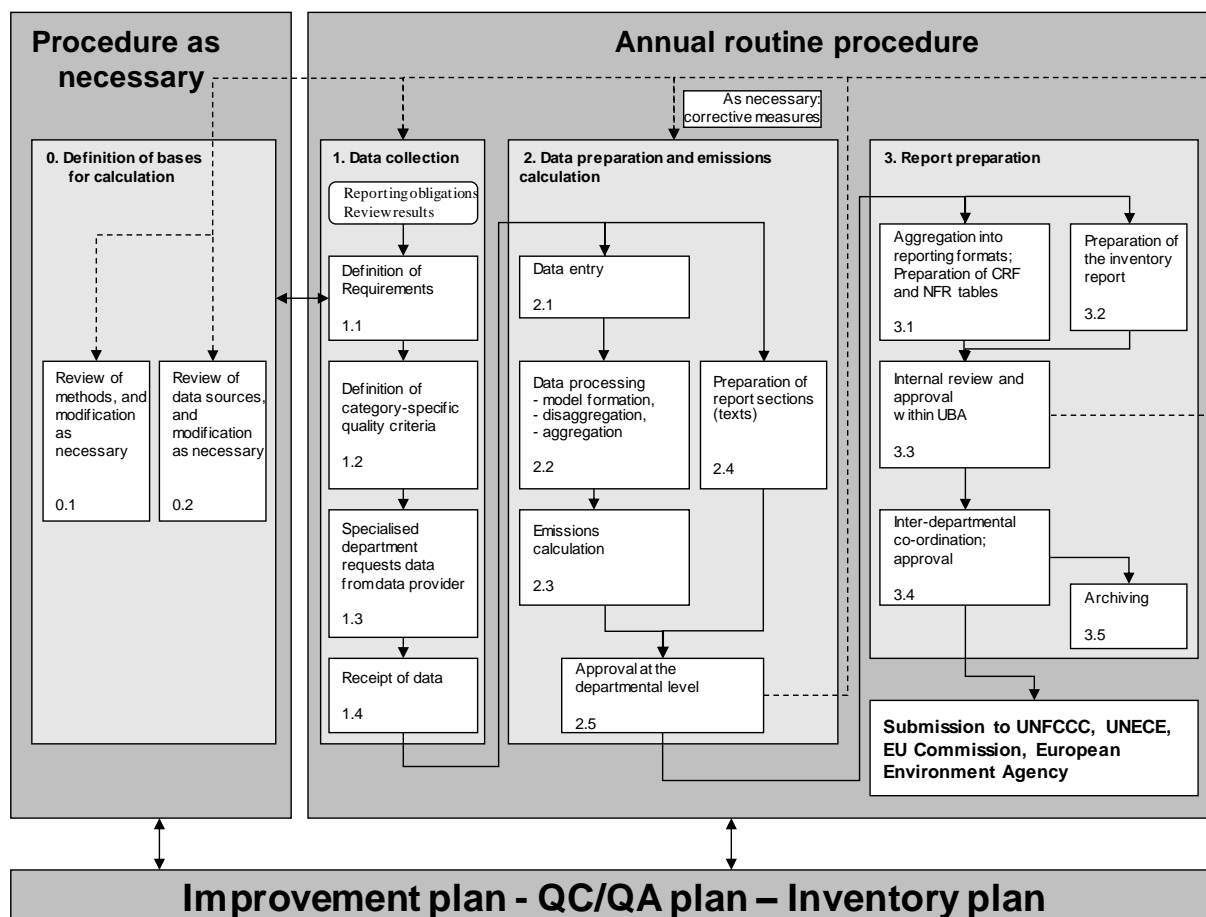 Procedure as
necessary
Annual routine procedure
As necessary:
corrective measures
0. Definition of bases
for calculation
Review of
methods, and
modification
as
necessary
0.1
Review of
data sources,
and
modification
as necessary
0.2
1. Data collection
Reporting obligations
Review results
Definition of
Requirements
1.1
Definition of
category-specific
quality criteria
1.2
Specialised
department
requests data
from data provider
1.3
Receipt of data
1.4
2. Data preparation and emissions
calculation
Data entry
2.1
Data processing
- model formation,
- disaggregation,
- aggregation
2.2
Emissions
calculation
2.3
Preparation of
report sections
(texts)
2.4
Approval at the
departmental level
2.5
3. Report preparation
Aggregation into
reporting formats;
Preparation of CRF
and NFR tables
3.1
Preparation of
the inventory
report
3.2
Internal review and
approval
within UBA
3.3
Inter-departmental
co-ordination;
approval
3.4
Archiving
3.5
Submission to UNFCCC, UNECE,
EU Commission, European
Environment Agency
Improvement plan - QC/QA plan – Inventory plan